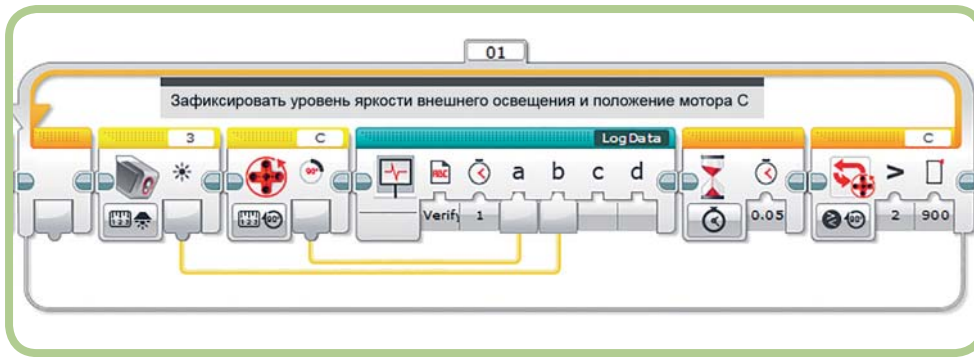 01
Зафиксировать уровень яркости внешнего освещения и положение мотора C
3 C LogData C
a b c d >
Verify 1 0.05 2 900